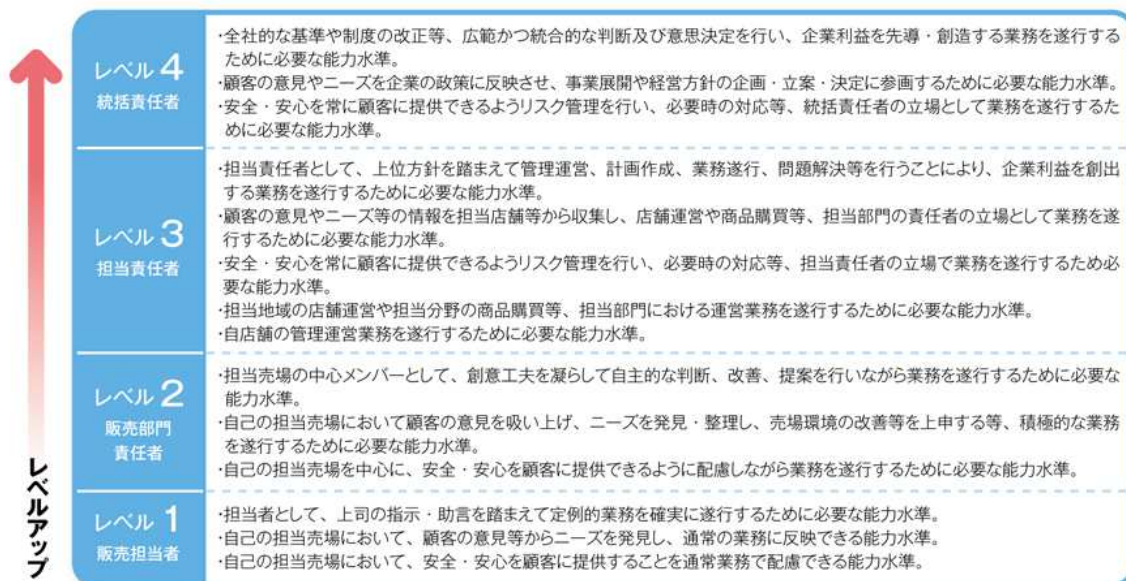 レベル 4
統括責任者
・全社的な基準や制度の改正等、広範かつ統合的な判断及び意思決定を行い、企業利益を先導・創造する業務を遂行する
ために必要な能力水準。
・顧客の意見やニーズを企業の政策に反映させ、事業展開や経営方針の企画・立案・決定に参画するために必要な能力水準。
・安全・安心を常に顧客に提供できるようリスク管理を行い、必要時の対応等、統括責任者の立場として業務を遂行するた
めに必要な能力水準。
レベル 3
担当責任者
・担当責任者として、上位方針を踏まえて管理運営、計画作成、業務遂行、問題解決等を行うことにより、企業利益を創出
する業務を遂行するために必要な能力水準。
・顧客の意見やニーズ等の情報を担当店舗等から収集し、店舗運営や商品購買等、担当部門の責任者の立場として業務を遂
行するために必要な能力水準。
・安全・安心を常に顧客に提供できるようリスク管理を行い、必要時の対応等、担当責任者の立場で業務を遂行するため必
要な能力水準。
・担当地域の店舗運営や担当分野の商品購買等、担当部門における運営業務を遂行するために必要な能力水準。
・自店舗の管理運営業務を遂行するために必要な能力水準。
レベル 2
販売部門
責任者
・担当売場の中心メンバーとして、創意工夫を凝らして自主的な判断、改善、提案を行いながら業務を遂行するために必要な
能力水準。
・自己の担当売場において顧客の意見を吸い上げ、ニーズを発見・整理し、売場環境の改善等を上申する等、積極的な業務
を遂行するために必要な能力水準。
・自己の担当売場を中心に、安全・安心を顧客に提供できるように配慮しながら業務を遂行するために必要な能力水準。
レベル 1
販売担当者
・担当者として、上司の指示・助言を踏まえて定例的業務を確実に遂行するために必要な能力水準。
・自己の担当売場において、顧客の意見等からニーズを発見し、通常の業務に反映できる能力水準。
・自己の担当売場において、安全・安心を顧客に提供することを通常業務で配慮できる能力水準。
レベルアップ